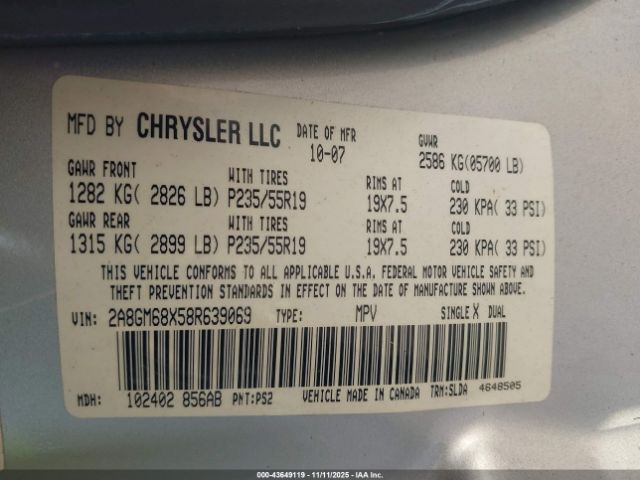 MFD BY CHRYSLER LLC DATE OF MFR GVWR
10-07 2586 KG(05700 LB)
GAWR FRONT WITH TIRES RIMS AT COLD
1282 KG( 2826 LB) P235/55R19 19X7.5 230 KPA( 33 PSI)
GAWR REAR WITH TIRES RIMS AT COLD
1315 KG( 2899 LB) P235/55R19 19X7.5 230 KPA( 33 PSI)
THIS VEHICLE CONFORMS TO ALL APPLICABLE U.S.A. FEDERAL MOTOR VEHICLE SAFETY AND
THEFT PREVENTION STANDARDS IN EFFECT ON THE DATE OF MANUFACTURE SHOWN ABOVE.
VIN: 2A8GM68X58R639069 TYPE: MPV SINGLE X DUAL
MDH: 102402 856AB PNT:PS2 VEHICLE MADE IN CANADA TRM:SLDA 4648505
000-43649119 - 11/11/2025 - IAAI Inc.